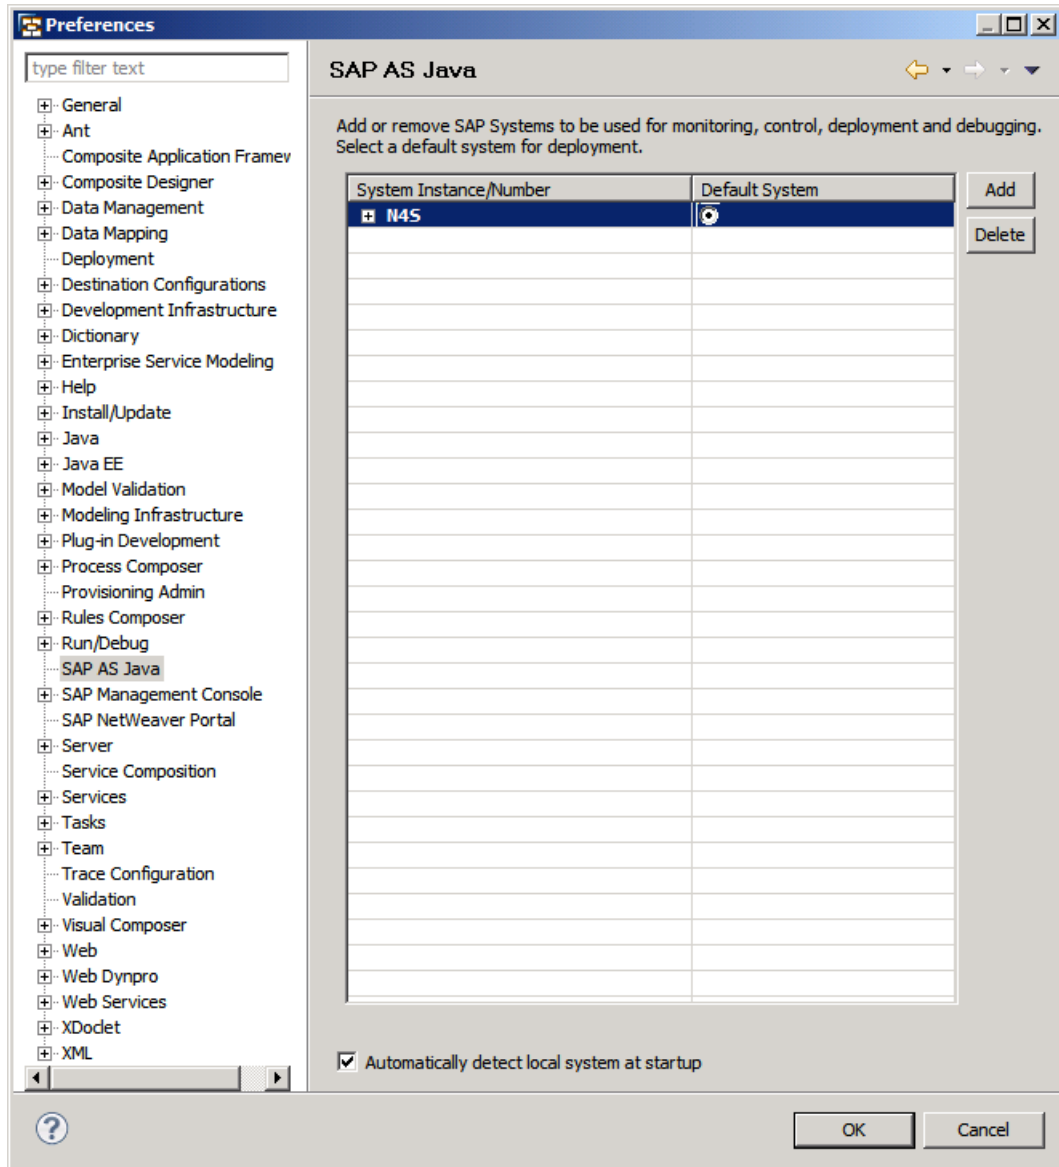 Preferences
type filter text
SAP AS Java
General
Ant
Composite Application Framew
Composite Designer
Data Management
Data Mapping
Deployment
Destination Configurations
Development Infrastructure
Dictionary
Enterprise Service Modeling
Help
Install/Update
Java
Java EE
Model Validation
Modeling Infrastructure
Plug-in Development
Process Composer
Provisioning Admin
Rules Composer
Run/Debug
SAP AS Java
SAP Management Console
SAP NetWeaver Portal
Server
Service Composition
Services
Tasks
Team
Trace Configuration
Validation
Visual Composer
Web
Web Dynpro
Web Services
XDoclet
XML
Add or remove SAP Systems to be used for monitoring, control, deployment and debugging.
Select a default system for deployment.
System Instance/Number Default System
N4S
Add
Delete
Automatically detect local system at startup
OK Cancel